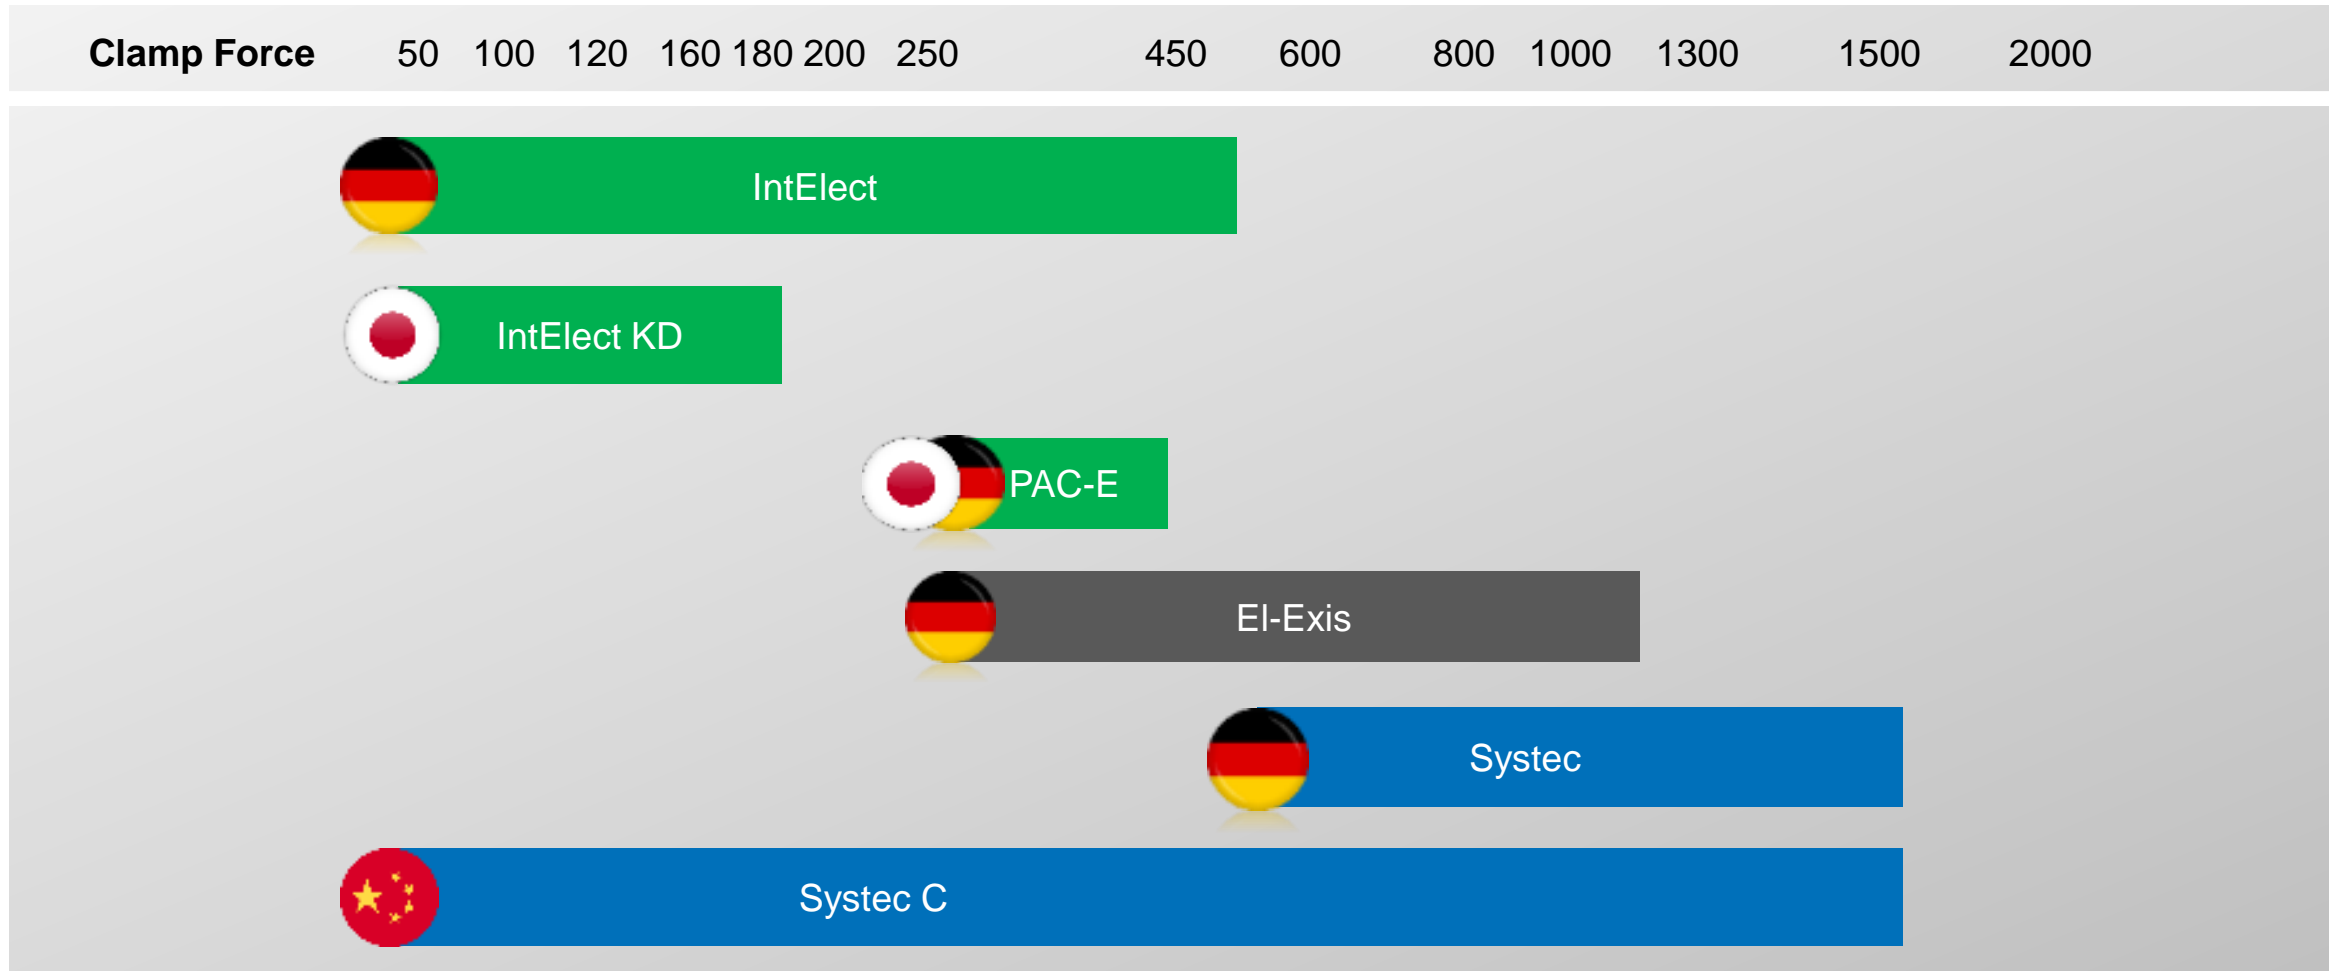 Clamp Force 50 100 120 160 180 200 250 450 600 800 1000 1300 1500 2000
IntElect
IntElect KD
PAC-E
El-Exis
Systec
Systec C